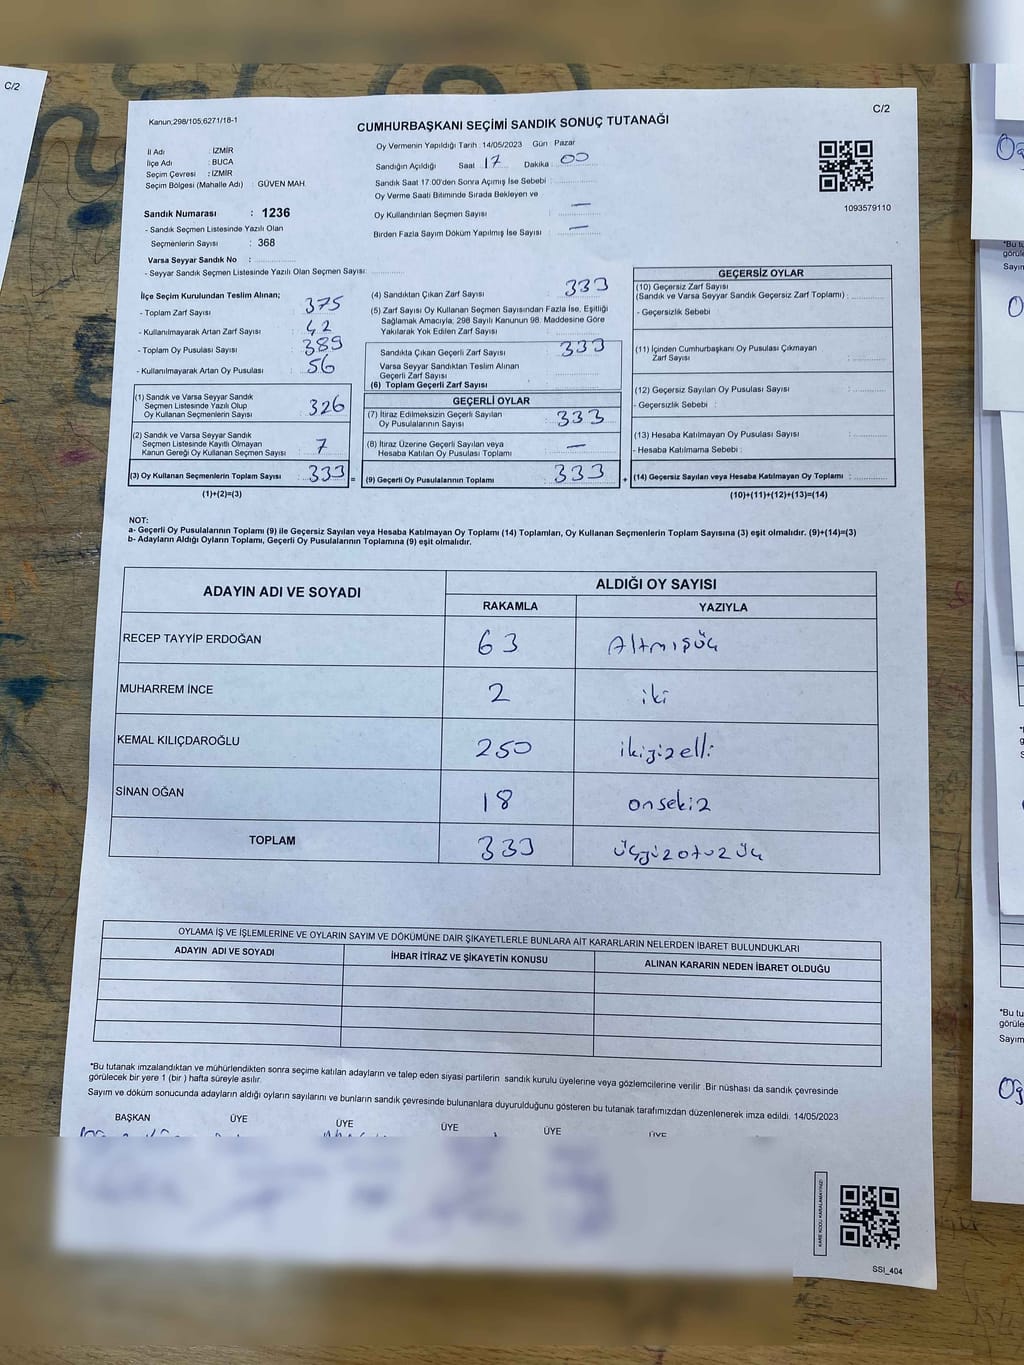 C/2
Kanun;298/105,6271/18-1
C/2
CUMHURBAŞKANI SEÇİMİ SANDIK SONUÇ TUTANAĞI
İl Adı : İZMİR
İlçe Adı : BUCA
Seçim Çevresi : İZMİR
Seçim Bölgesi (Mahalle Adı) : GÜVEN MAH.
Oy Vermenin Yapıldığı Tarih : 14/05/2023 Gün Pazar
Sandığın Açıldığı Saat 17 Dakika 00
Sandık Saat 17:00'den Sonra Açımış İse Sebebi :
Oy Verme Saati Bitiminde Sırada Bekleyen ve
Oy Kullandırılan Seçmen Sayısı : —
Birden Fazla Sayım Döküm Yapılmış İse Sayısı : —
1093579110
Sandık Numarası : 1236
- Sandık Seçmen Listesinde Yazılı Olan
Seçmenlerin Sayısı : 368
Varsa Seyyar Sandık No :
- Seyyar Sandık Seçmen Listesinde Yazılı Olan Seçmen Sayısı:
İlçe Seçim Kurulundan Teslim Alınan;
- Toplam Zarf Sayısı : 375
- Kullanılmayarak Artan Zarf Sayısı : 42
- Toplam Oy Pusulası Sayısı : 389
- Kullanılmayarak Artan Oy Pusulası : 56
(1) Sandık ve Varsa Seyyar Sandık
Seçmen Listesinde Yazılı Olup
Oy Kullanan Seçmenlerin Sayısı : 326
(2) Sandık ve Varsa Seyyar Sandık
Seçmen Listesinde Kayıtlı Olmayan
Kanun Gereği Oy Kullanan Seçmen Sayısı : 7
(3) Oy Kullanan Seçmenlerin Toplam Sayısı : 333 =
(1)+(2)=(3)
(4) Sandıktan Çıkan Zarf Sayısı : 333
(5) Zarf Sayısı Oy Kullanan Seçmen Sayısından Fazla İse, Eşitliği
Sağlamak Amacıyla, 298 Sayılı Kanunun 98. Maddesine Göre
Yakılarak Yok Edilen Zarf Sayısı :
Sandıkta Çıkan Geçerli Zarf Sayısı : 333
Varsa Seyyar Sandıktan Teslim Alınan
Geçerli Zarf Sayısı :
(6) Toplam Geçerli Zarf Sayısı :
GEÇERLİ OYLAR
(7) İtiraz Edilmeksizin Geçerli Sayılan
Oy Pusulalarının Sayısı : 333
(8) İtiraz Üzerine Geçerli Sayılan veya
Hesaba Katılan Oy Pusulası Toplamı : —
(9) Geçerli Oy Pusulalarının Toplamı : 333 +
GEÇERSİZ OYLAR
(10) Geçersiz Zarf Sayısı
(Sandık ve Varsa Seyyar Sandık Geçersiz Zarf Toplamı) :
- Geçersizlik Sebebi :
(11) İçinden Cumhurbaşkanı Oy Pusulası Çıkmayan
Zarf Sayısı :
(12) Geçersiz Sayılan Oy Pusulası Sayısı :
- Geçersizlik Sebebi :
(13) Hesaba Katılmayan Oy Pusulası Sayısı :
- Hesaba Katılmama Sebebi :
(14) Geçersiz Sayılan veya Hesaba Katılmayan Oy Toplamı :
(10)+(11)+(12)+(13)=(14)
NOT:
a- Geçerli Oy Pusulalarının Toplamı (9) ile Geçersiz Sayılan veya Hesaba Katılmayan Oy Toplamı (14) Toplamları, Oy Kullanan Seçmenlerin Toplam Sayısına (3) eşit olmalıdır. (9)+(14)=(3)
b- Adayların Aldığı Oyların Toplamı, Geçerli Oy Pusulalarının Toplamına (9) eşit olmalıdır.
ADAYIN ADI VE SOYADI
ALDIĞI OY SAYISI
RAKAMLA YAZIYLA
RECEP TAYYİP ERDOĞAN 63 Altmışüç
MUHARREM İNCE 2 iki
KEMAL KILIÇDAROĞLU 250 ikiyizelli
SİNAN OĞAN 18 onsekiz
TOPLAM 333 üçyüzotuzüç
OYLAMA İŞ VE İŞLEMLERİNE VE OYLARIN SAYIM VE DÖKÜMÜNE DAİR ŞİKAYETLERLE BUNLARA AİT KARARLARIN NELERDEN İBARET BULUNDUKLARI
ADAYIN ADI VE SOYADI
İHBAR İTİRAZ VE ŞİKAYETİN KONUSU
ALINAN KARARIN NEDEN İBARET OLDUĞU
*Bu tutanak imzalandıktan ve mühürlendikten sonra seçime katılan adayların ve talep eden siyasi partilerin sandık kurulu üyelerine veya gözlemcilerine verilir .Bir nüshası da sandık çevresinde
görülecek bir yere 1 (bir ) hafta süreyle asılır.
Sayım ve döküm sonucunda adayların aldığı oyların sayılarını ve bunların sandık çevresinde bulunanlara duyurulduğunu gösteren bu tutanak tarafımızdan düzenlenerek imza edildi. 14/05/2023
BAŞKAN ÜYE ÜYE ÜYE ÜYE ÜYE
KARE KODU KARALAMAYINIZ!
SSI_404
*Bu tu
görüle
Sayım